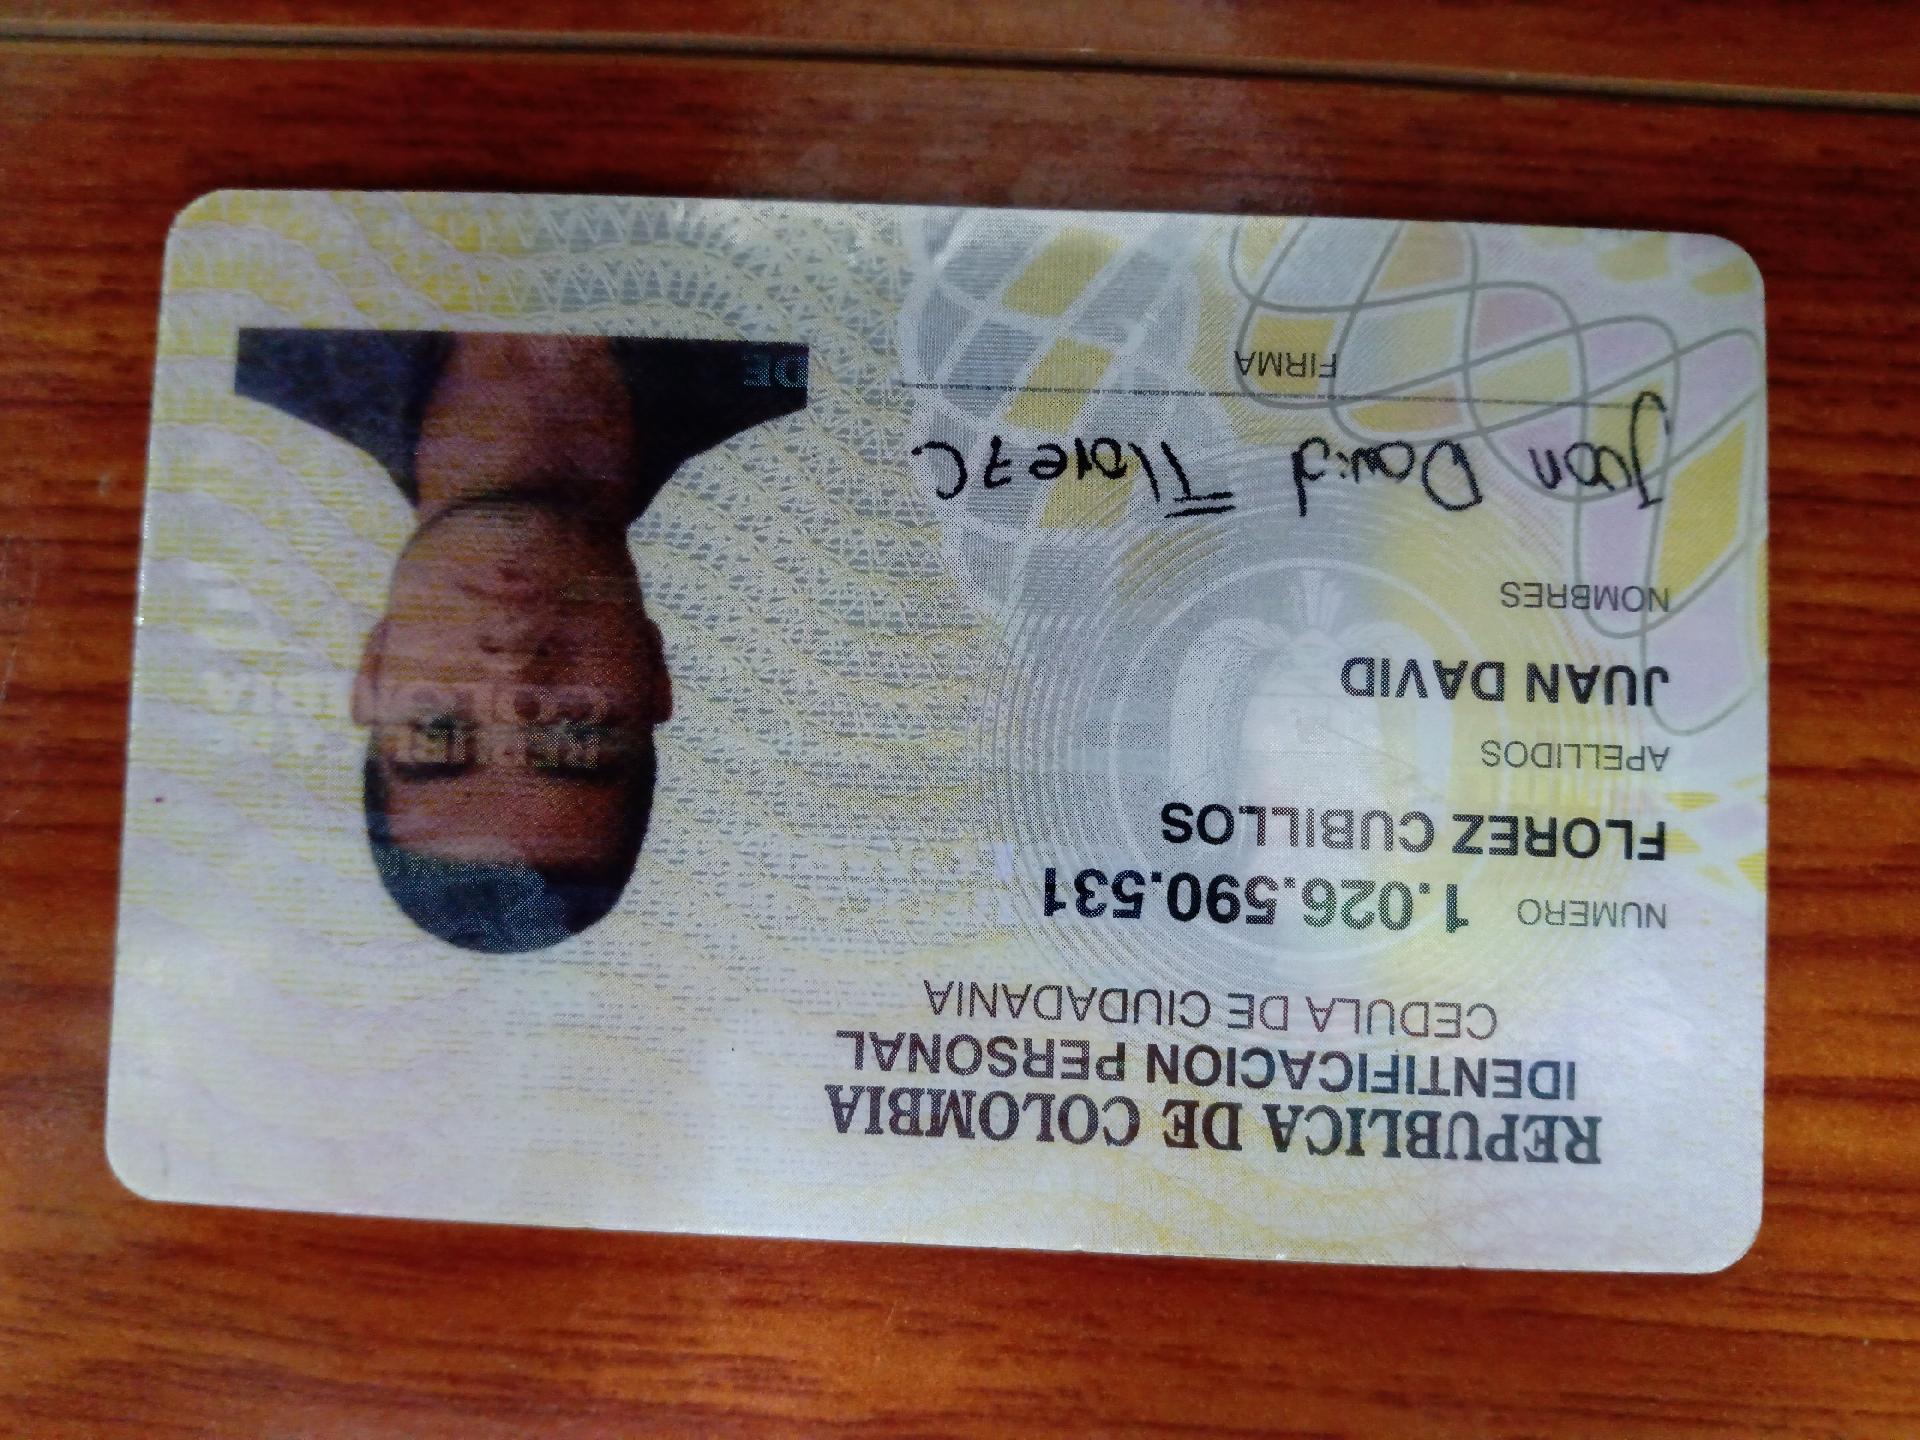 REPUBLICA DE COLOMBIA
IDENTIFICACION PERSONAL
CEDULA DE CIUDADANIA
NUMERO 1.026.590.531
FLOREZ CUBILLOS
APELLIDOS
JUAN DAVID
NOMBRES
Juan David Florez C
FIRMA